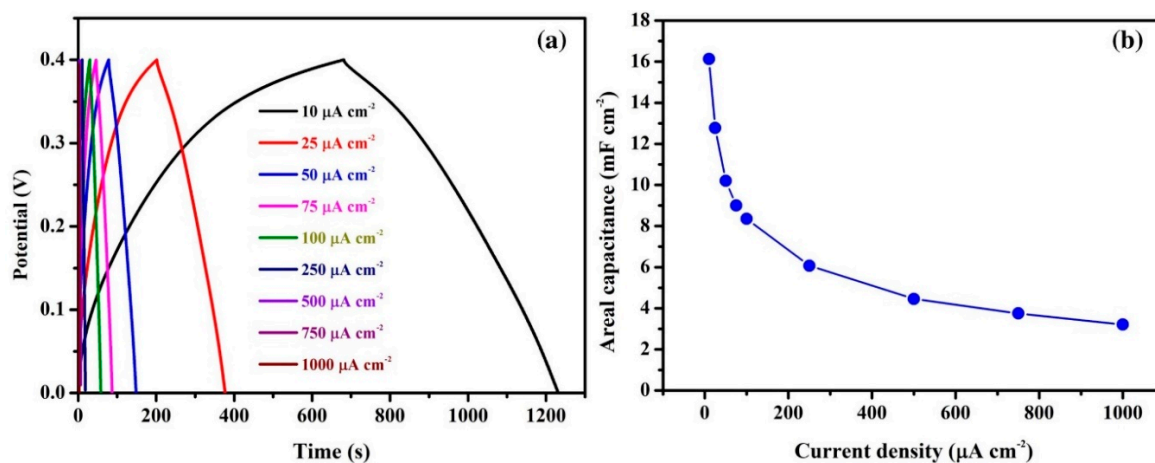 (a)
0.4
0.3
0.2
0.1
0.0
Potential (V)
10 μA cm⁻²
25 μA cm⁻²
50 μA cm⁻²
75 μA cm⁻²
100 μA cm⁻²
250 μA cm⁻²
500 μA cm⁻²
750 μA cm⁻²
1000 μA cm⁻²
0 200 400 600 800 1000 1200
Time (s)
(b)
18
16
14
12
10
8
6
4
2
0
Areal capacitance (mF cm⁻²)
0 200 400 600 800 1000
Current density (μA cm⁻²)